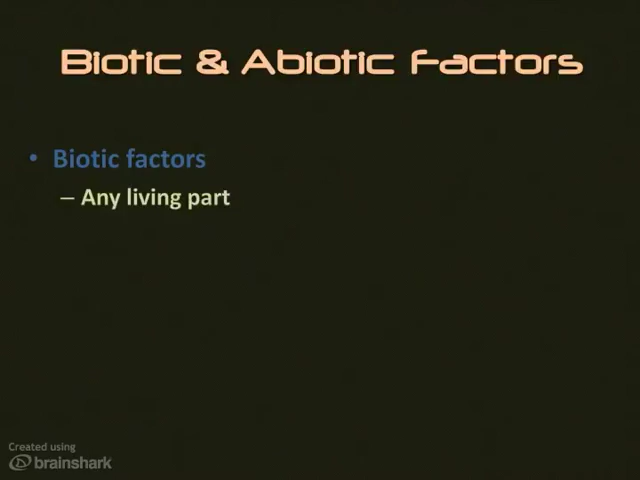 Biotic & Abiotic Factors
• Biotic factors
– Any living part
Created using
brainshark